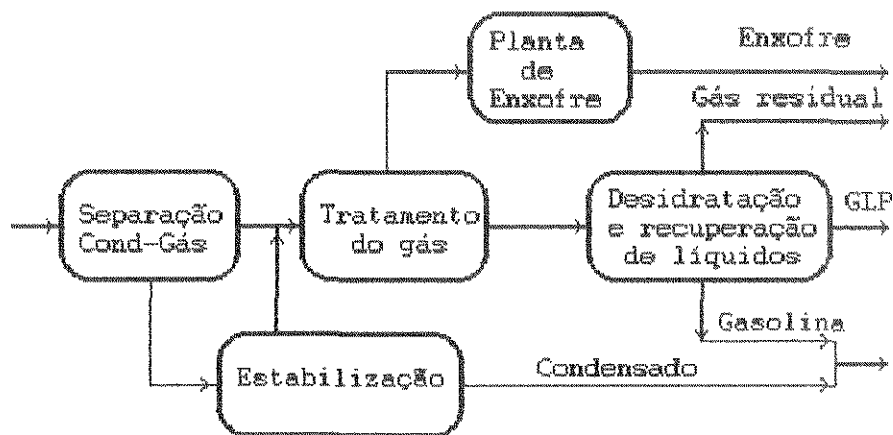 Planta
de
Enxofre
Enxofre
Gás residual
Separação
Cond-Gás
Tratamento
do gás
Desidratação
e recuperação
de líquidos
GLP
Gasolina
Estabilização
Condensado